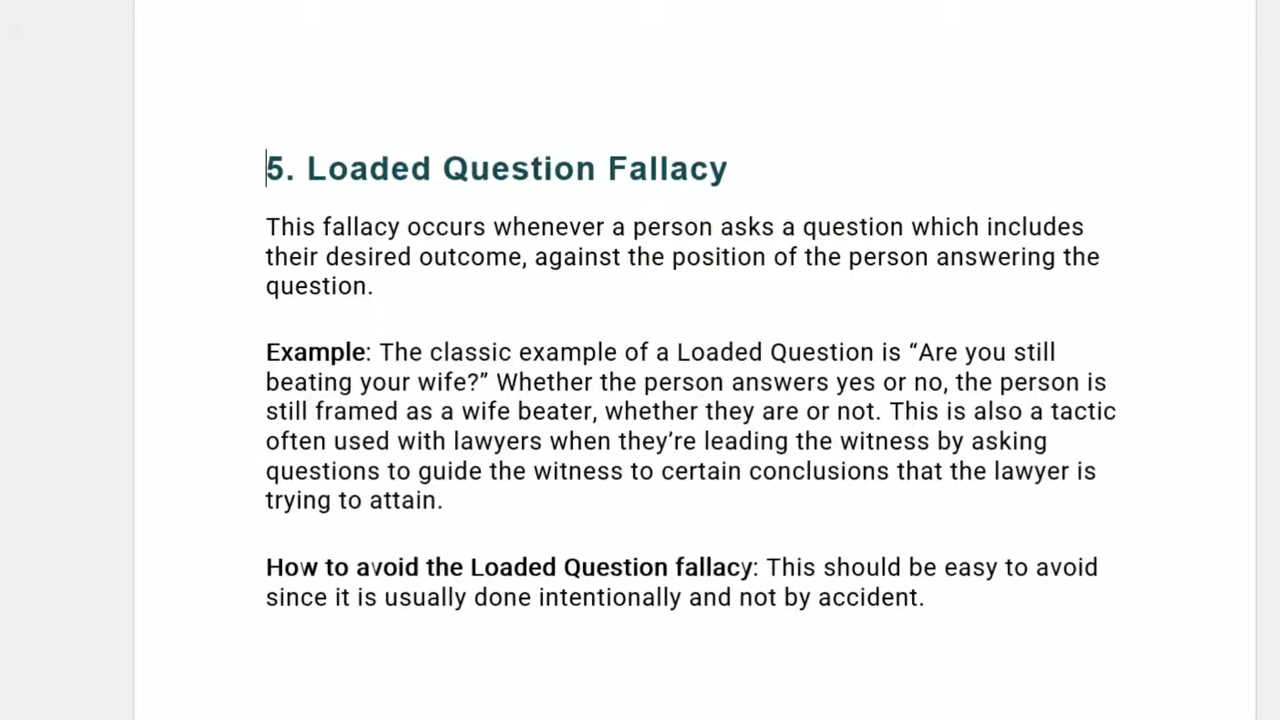 5. Loaded Question Fallacy
This fallacy occurs whenever a person asks a question which includes
their desired outcome, against the position of the person answering the
question.
Example: The classic example of a Loaded Question is “Are you still
beating your wife?” Whether the person answers yes or no, the person is
still framed as a wife beater, whether they are or not. This is also a tactic
often used with lawyers when they’re leading the witness by asking
questions to guide the witness to certain conclusions that the lawyer is
trying to attain.
How to avoid the Loaded Question fallacy: This should be easy to avoid
since it is usually done intentionally and not by accident.